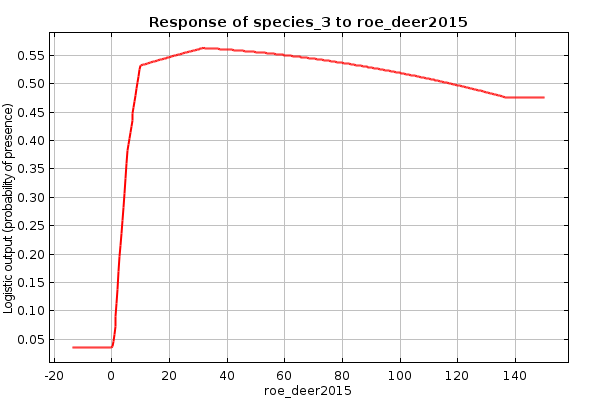 Response of species_3 to roe_deer2015
Logistic output (probability of presence)
0.55
0.50
0.45
0.40
0.35
0.30
0.25
0.20
0.15
0.10
0.05
-20 0 20 40 60 80 100 120 140
roe_deer2015